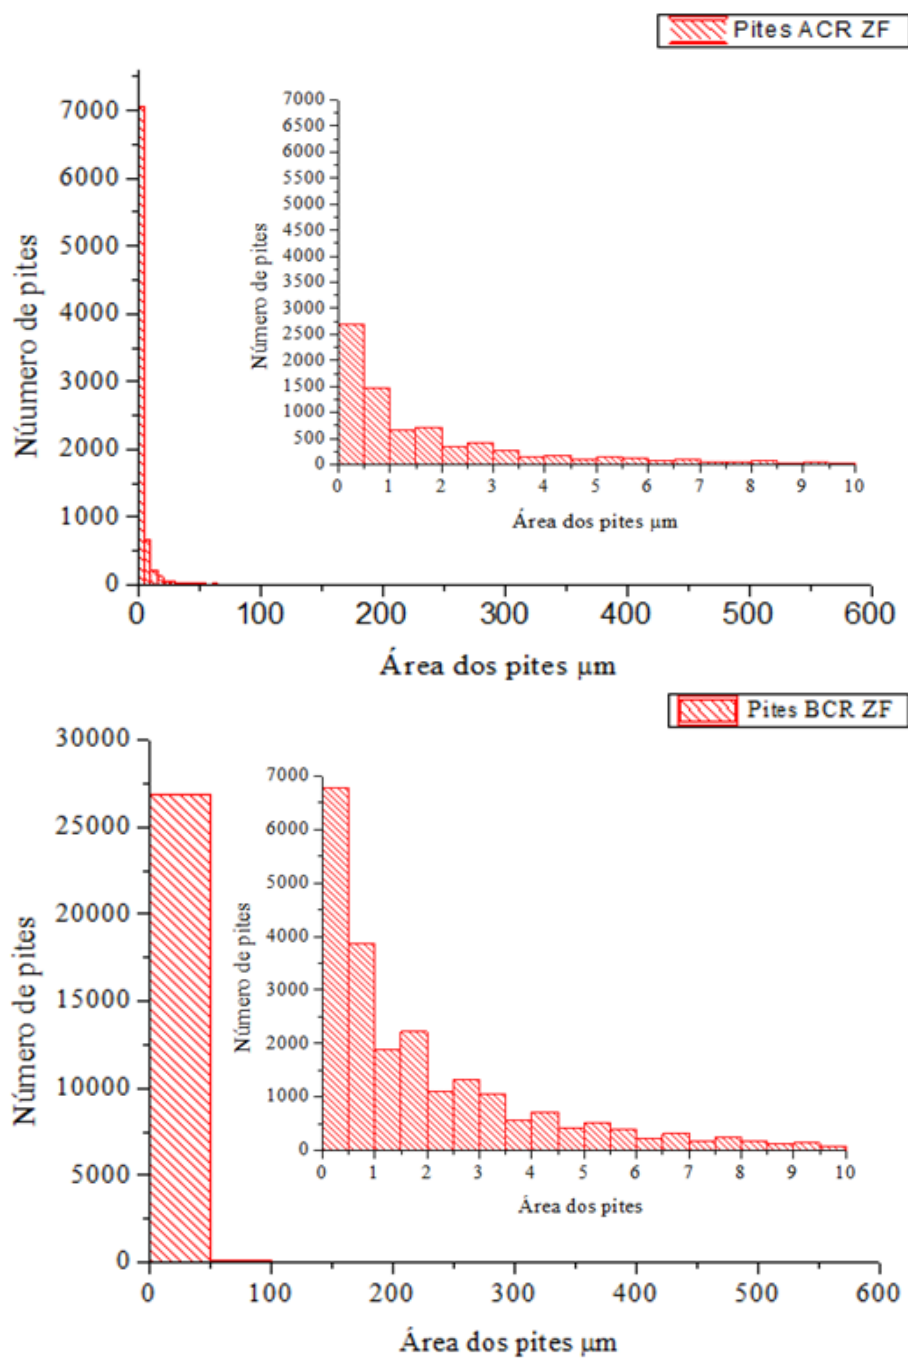 Pites ACR ZF
7000
6000
5000
4000
3000
2000
1000
0
Núumero de pites
7000
6500
6000
5500
5000
4500
4000
3500
3000
2500
2000
1500
1000
500
0
Número de pites
0 1 2 3 4 5 6 7 8 9 10
Área dos pites µm
0 100 200 300 400 500 600
Área dos pites µm
Pites BCR ZF
30000
25000
20000
15000
10000
5000
0
Número de pites
7000
6000
5000
4000
3000
2000
1000
0
Número de pites
0 1 2 3 4 5 6 7 8 9 10
Área dos pites
0 100 200 300 400 500 600
Área dos pites µm